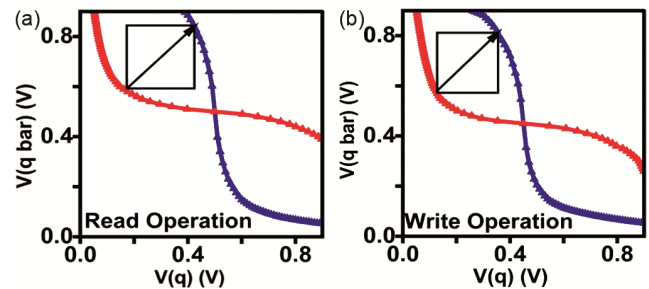 (a)
0.8
0.4
0.0
V(q bar) (V)
Read Operation
0.0 0.4 0.8
V(q) (V)
(b)
0.8
0.4
0.0
V(q bar) (V)
Write Operation
0.0 0.4 0.8
V(q) (V)